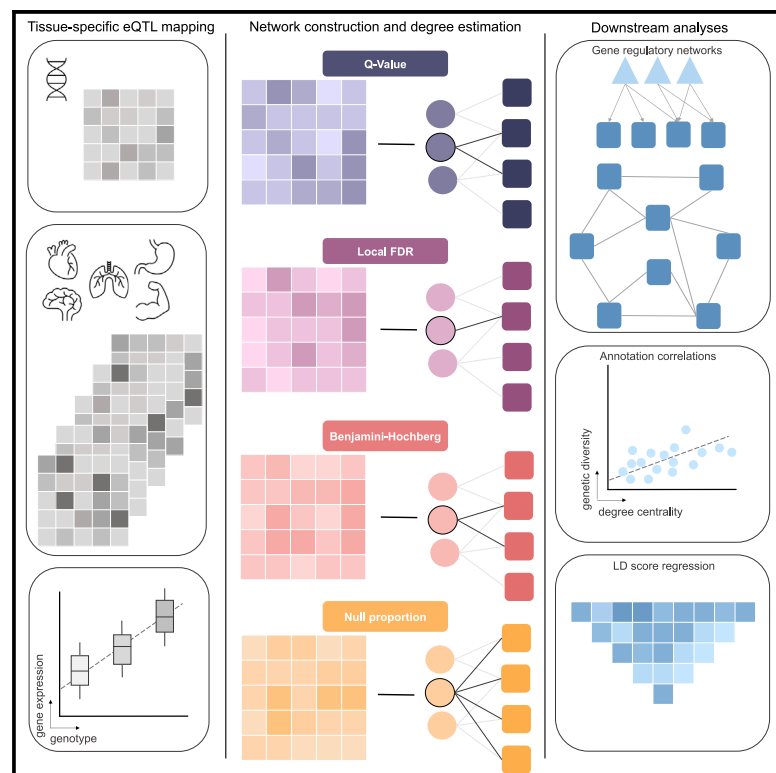 Tissue-specific eQTL mapping
gene expression
genotype
Network construction and degree estimation
Q-Value
Local FDR
Benjamini-Hochberg
Null proportion
Downstream analyses
Gene regulatory networks
Annotation correlations
genetic diversity
degree centrality
LD score regression